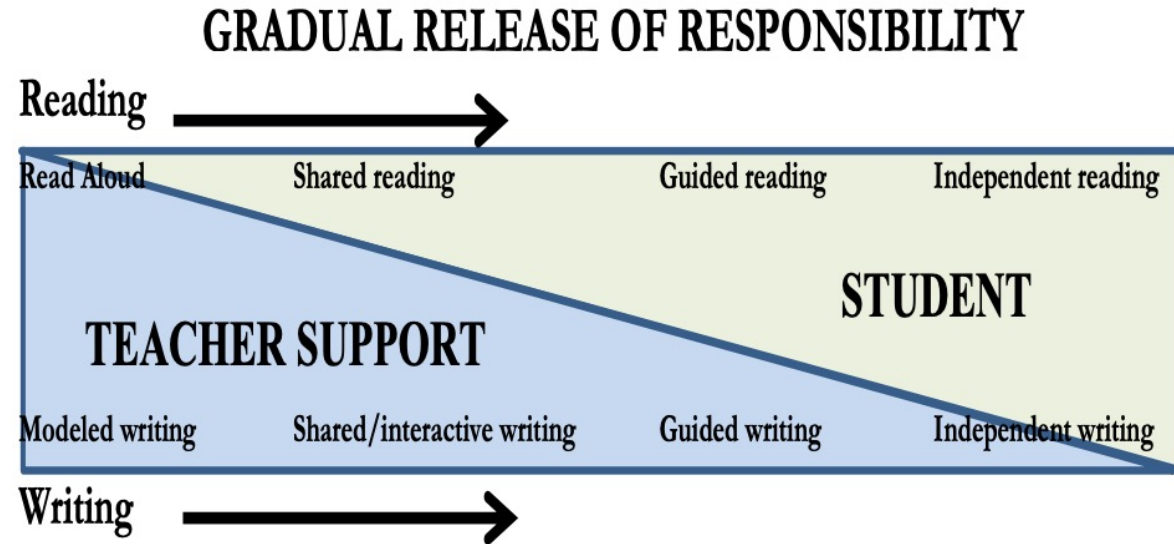 GRADUAL RELEASE OF RESPONSIBILITY
Reading
Read Aloud Shared reading Guided reading Independent reading
STUDENT
TEACHER SUPPORT
Modeled writing Shared/interactive writing Guided writing Independent writing
Writing